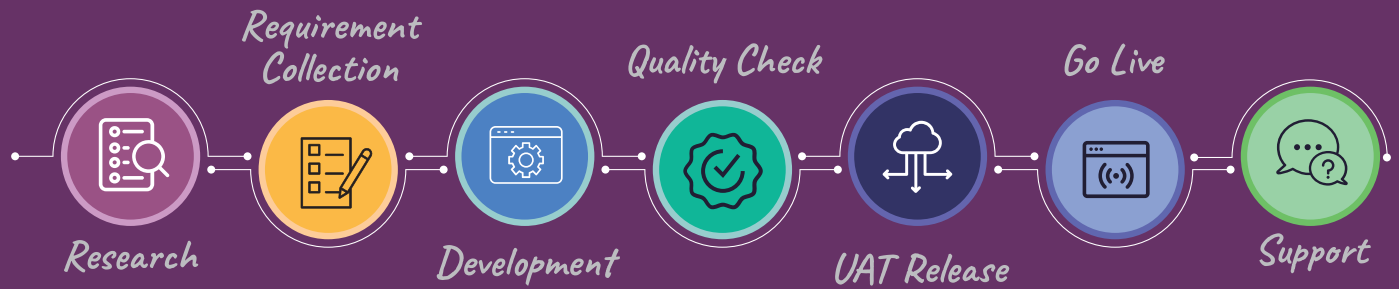 Research
Requirement
Collection
Development
Quality Check
UAT Release
Go Live
Support
?